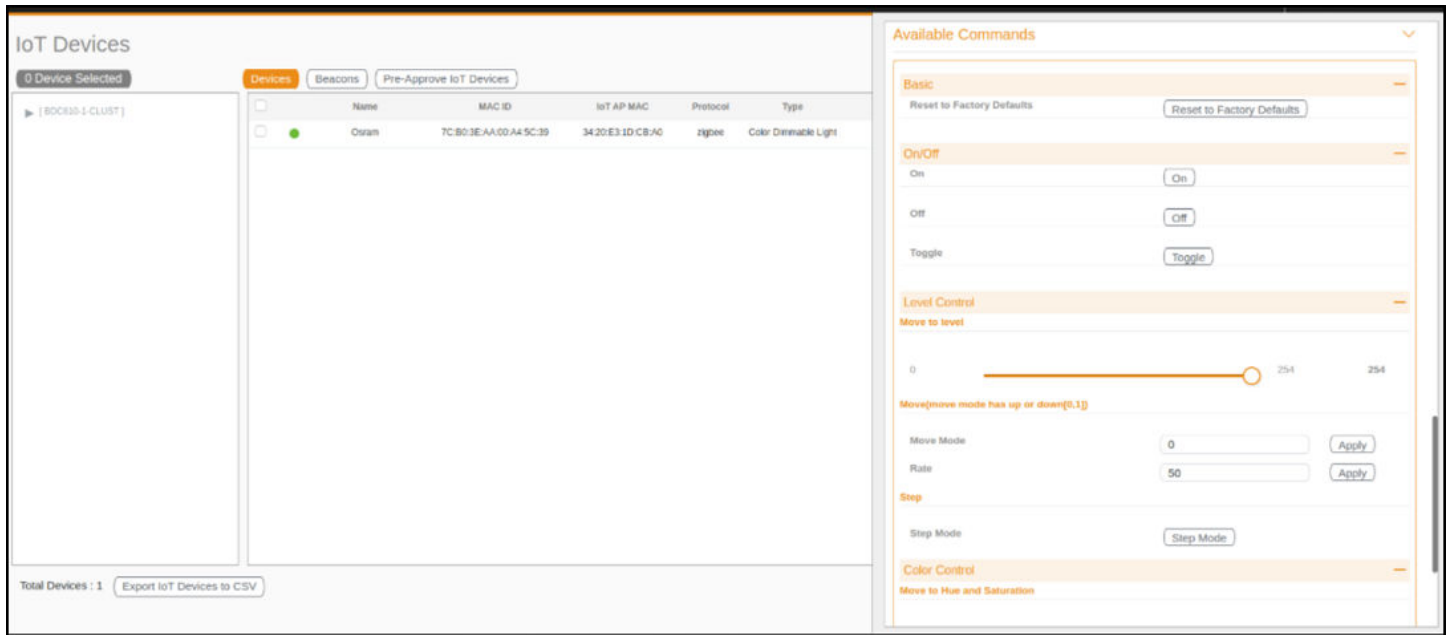 IoT Devices
0 Device Selected
Devices Beacons Pre-Approve IoT Devices
Name MAC ID IoT AP MAC Protocol Type
Osram 7C:B0:3E:AA:00:A4:5C:39 34:20:E3:1D:CB:A0 zigbee Color Dimmable Light
Total Devices : 1 Export IoT Devices to CSV
Available Commands
Basic
Reset to Factory Defaults Reset to Factory Defaults
On/Off
On On
Off Off
Toggle Toggle
Level Control
Move to level
0 254 254
Move(move mode has up or down[0,1])
Move Mode 0 Apply
Rate 50 Apply
Step
Step Mode Step Mode
Color Control
Move to Hue and Saturation